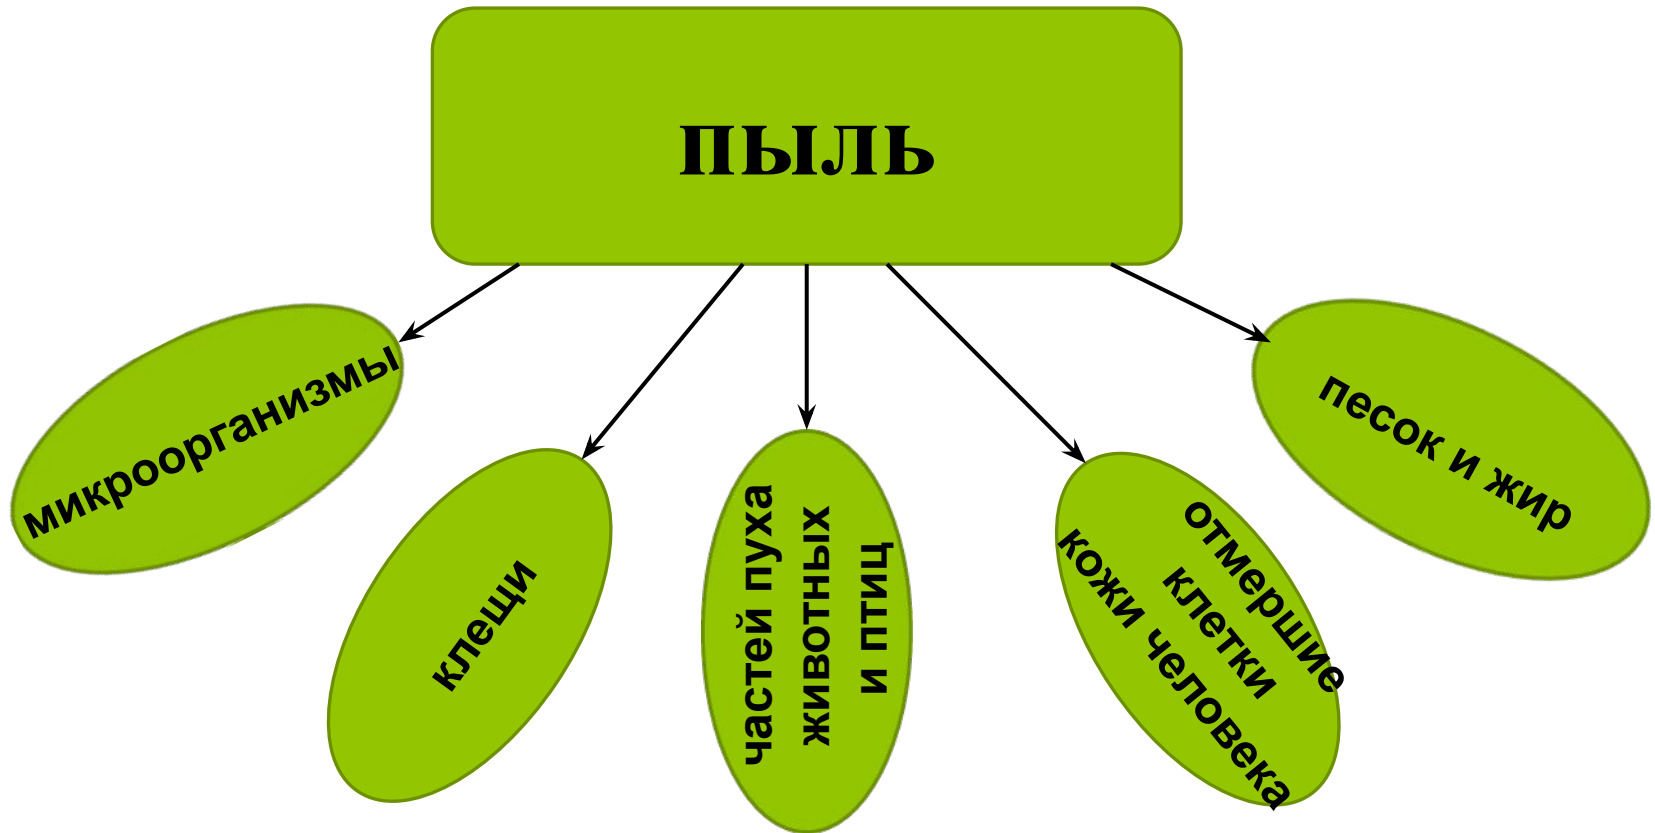 пыль
микроорганизмы
клещи
частей пуха
животных
и птиц
отмершие
клетки
кожи человека
песок и жир